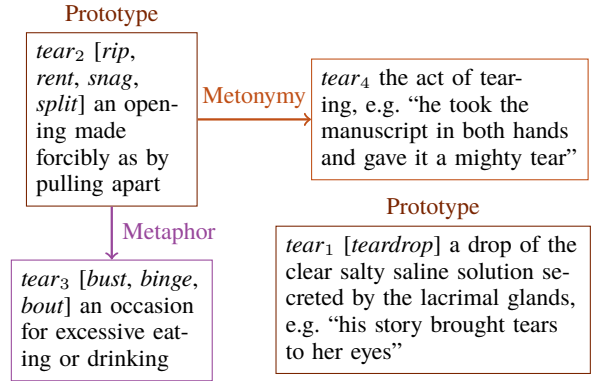 Prototype
tear₂ [rip,
rent, snag,
split] an open-
ing made
forcibly as by
pulling apart
Metonymy
tear₄ the act of tear-
ing, e.g. “he took the
manuscript in both hands
and gave it a mighty tear”
Metaphor
tear₃ [bust, binge,
bout] an occasion
for excessive eat-
ing or drinking
Prototype
tear₁ [teardrop] a drop of the
clear salty saline solution se-
creted by the lacrimal glands,
e.g. “his story brought tears
to her eyes”